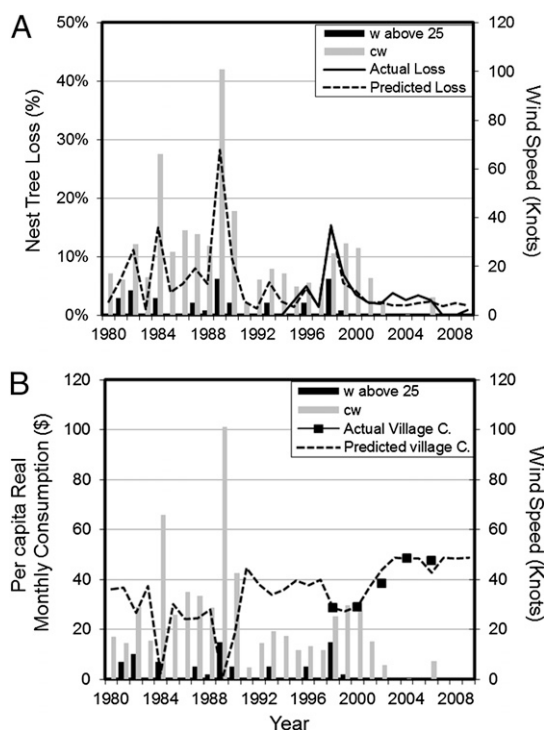 A
50%
40%
30%
20%
10%
0%
Nest Tree Loss (%)
120
100
80
60
40
20
0
Wind Speed (Knots)
w above 25
cw
Actual Loss
Predicted Loss
1980 1984 1988 1992 1996 2000 2004 2008
B
120
100
80
60
40
20
0
Per capita Real
Monthly Consumption ($)
120
100
80
60
40
20
0
Wind Speed (Knots)
w above 25
cw
Actual Village C.
Predicted village C.
1980 1984 1988 1992 1996 2000 2004 2008
Year